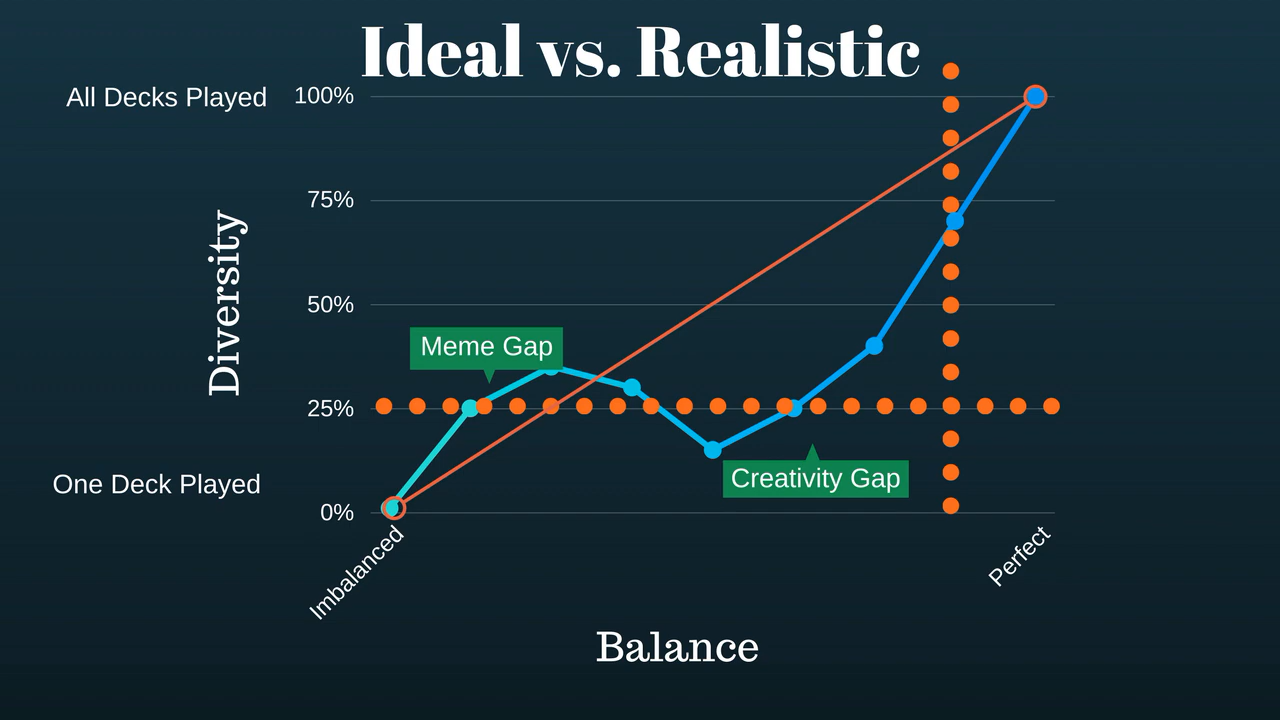 Ideal vs. Realistic
All Decks Played
100%
75%
Diversity
50%
Meme Gap
25%
Creativity Gap
One Deck Played
0%
Imbalanced
Perfect
Balance